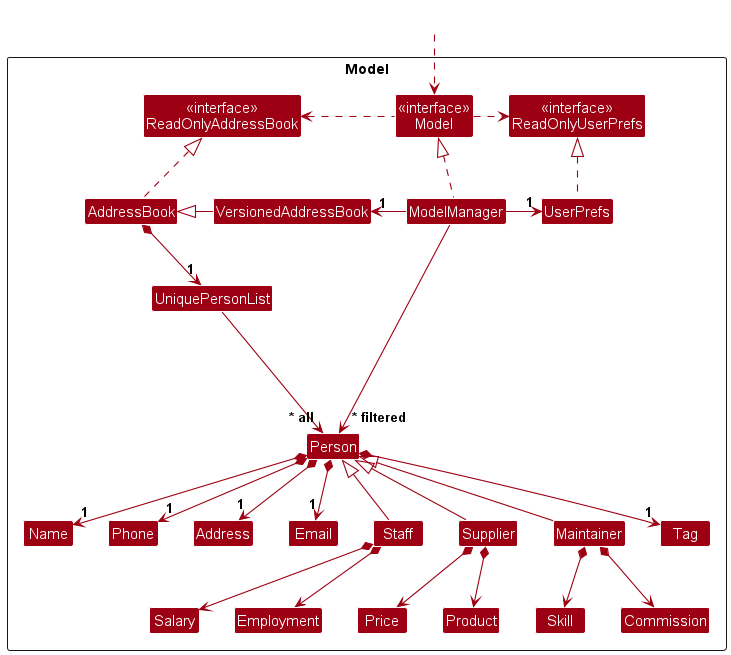 Model
«interface»
ReadOnlyAddressBook
«interface»
Model
«interface»
ReadOnlyUserPrefs
AddressBook
VersionedAddressBook
1
ModelManager
1
UserPrefs
1
UniquePersonList
* all
* filtered
Person
1
1
1
1
1
Name
Phone
Address
Email
Staff
Supplier
Maintainer
Tag
Salary
Employment
Price
Product
Skill
Commission